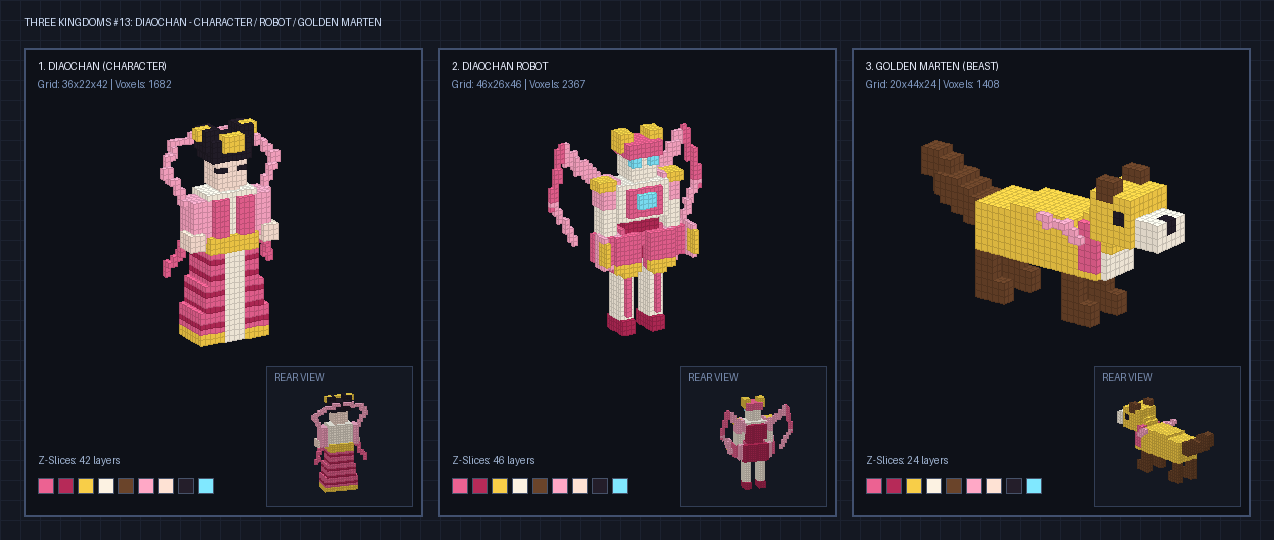 THREE KINGDOMS #13: DIAOCHAN - CHARACTER / ROBOT / GOLDEN MARTEN
1. DIAOCHAN (CHARACTER)
Grid: 36x22x42 | Voxels: 1682
REAR VIEW
Z-Slices: 42 layers
2. DIAOCHAN ROBOT
Grid: 46x26x46 | Voxels: 2367
REAR VIEW
Z-Slices: 46 layers
3. GOLDEN MARTEN (BEAST)
Grid: 20x44x24 | Voxels: 1408
REAR VIEW
Z-Slices: 24 layers